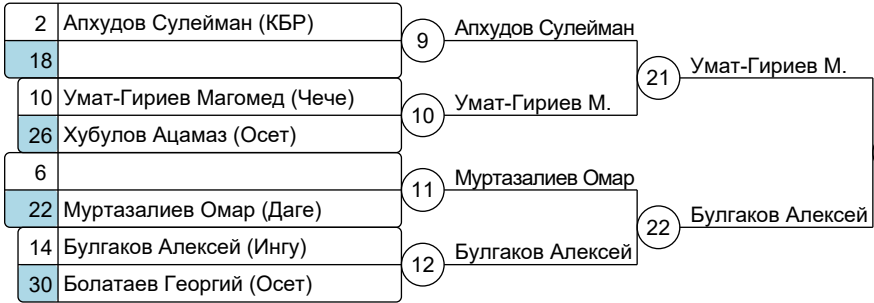 2 Апхудов Сулейман (КБР)
9 Апхудов Сулейман
18
21 Умат-Гириев М.
10 Умат-Гириев Магомед (Чече)
10 Умат-Гириев М.
26 Хубулов Ацамаз (Осет)
6
11 Муртазалиев Омар
22 Муртазалиев Омар (Даге)
22 Булгаков Алексей
14 Булгаков Алексей (Ингу)
12 Булгаков Алексей
30 Болатаев Георгий (Осет)